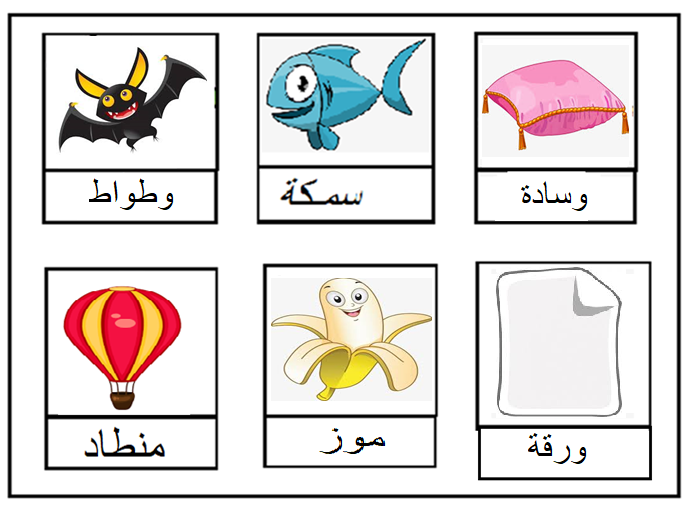 وسادة
سمكة
وطواط
ورقة
موز
منطاد